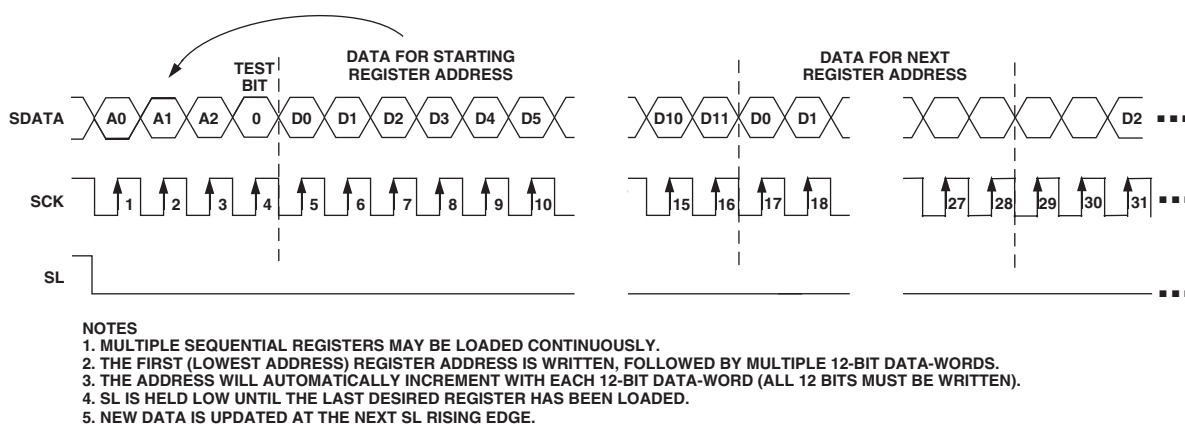 DATA FOR STARTING
REGISTER ADDRESS
DATA FOR NEXT
REGISTER ADDRESS
TEST
BIT
SDATA A0 A1 A2 0 D0 D1 D2 D3 D4 D5 D10 D11 D0 D1 D2
SCK 1 2 3 4 5 6 7 8 9 10 15 16 17 18 27 28 29 30 31
SL
NOTES
1. MULTIPLE SEQUENTIAL REGISTERS MAY BE LOADED CONTINUOUSLY.
2. THE FIRST (LOWEST ADDRESS) REGISTER ADDRESS IS WRITTEN, FOLLOWED BY MULTIPLE 12-BIT DATA-WORDS.
3. THE ADDRESS WILL AUTOMATICALLY INCREMENT WITH EACH 12-BIT DATA-WORD (ALL 12 BITS MUST BE WRITTEN).
4. SL IS HELD LOW UNTIL THE LAST DESIRED REGISTER HAS BEEN LOADED.
5. NEW DATA IS UPDATED AT THE NEXT SL RISING EDGE.